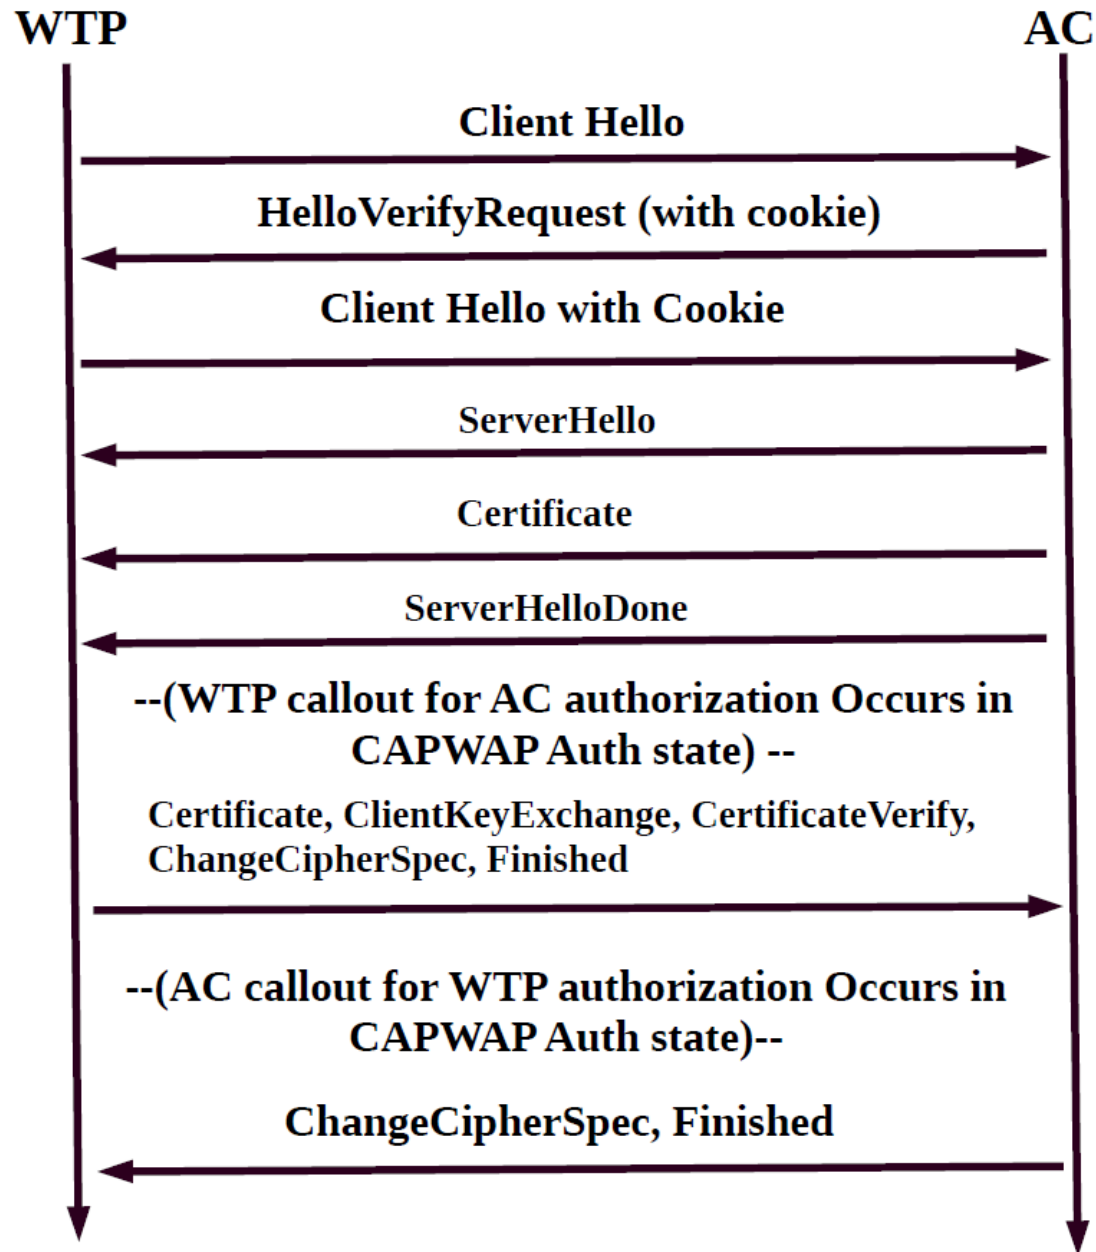 WTP AC
Client Hello
HelloVerifyRequest (with cookie)
Client Hello with Cookie
ServerHello
Certificate
ServerHelloDone
--(WTP callout for AC authorization Occurs in
CAPWAP Auth state) --
Certificate, ClientKeyExchange, CertificateVerify,
ChangeCipherSpec, Finished
--(AC callout for WTP authorization Occurs in
CAPWAP Auth state)--
ChangeCipherSpec, Finished